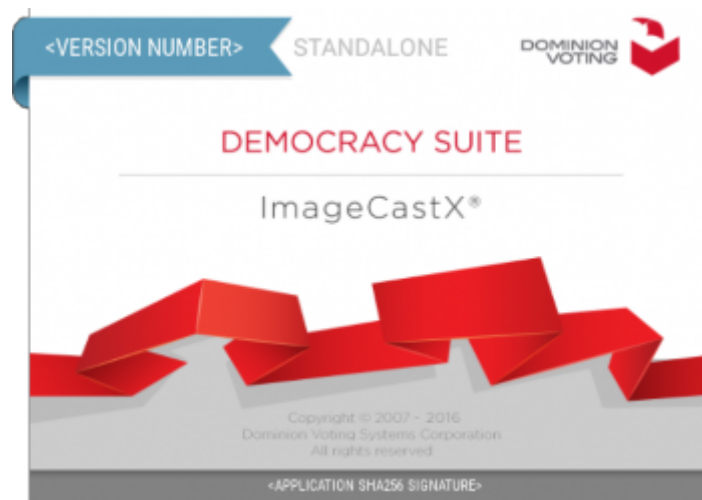 <VERSION NUMBER>
STANDALONE
DOMINION
VOTING
DEMOCRACY SUITE
ImageCastX®
Copyright © 2007 - 2016
Dominion Voting Systems Corporation
All rights reserved
<APPLICATION SHA256 SIGNATURE>